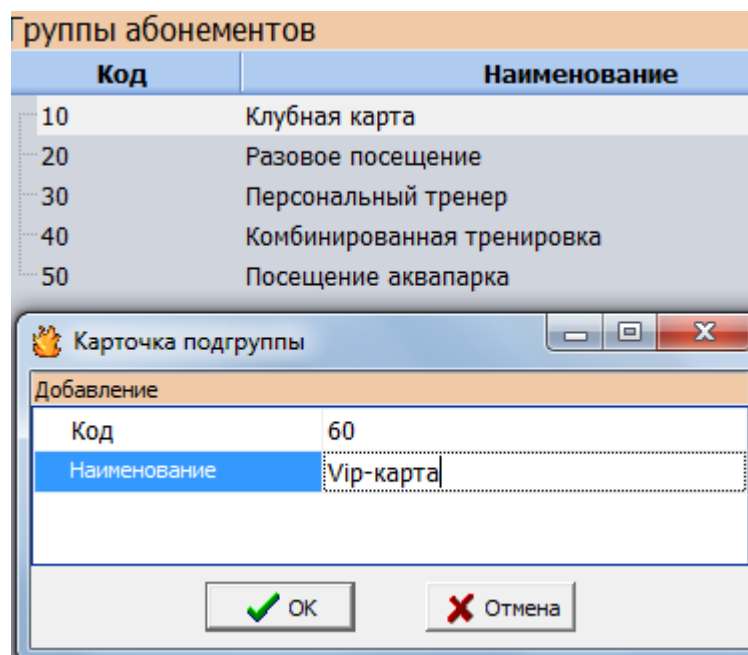 Группы абонементов
Код Наименование
10 Клубная карта
20 Разовое посещение
30 Персональный тренер
40 Комбинированная тренировка
50 Посещение аквапарка
Карточка подгруппы
Добавление
Код 60
Наименование Vip-карта
ОК Отмена